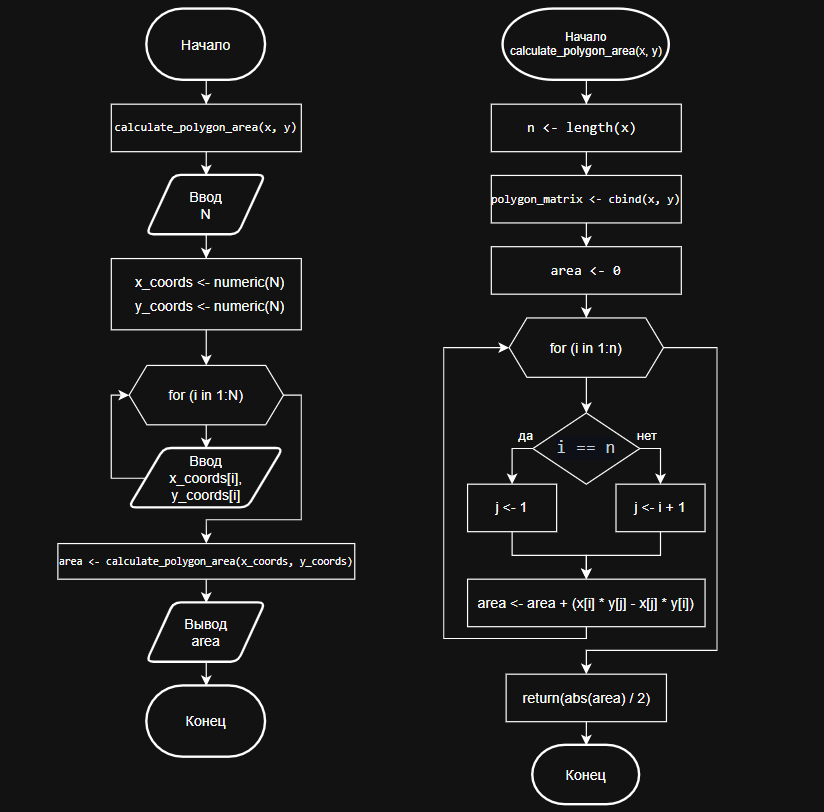 Начало
calculate_polygon_area(x, y)
Ввод
N
x_coords <- numeric(N)
y_coords <- numeric(N)
for (i in 1:N)
Ввод
x_coords[i],
y_coords[i]
area <- calculate_polygon_area(x_coords, y_coords)
Вывод
area
Конец
Начало
calculate_polygon_area(x, y)
n <- length(x)
polygon_matrix <- cbind(x, y)
area <- 0
for (i in 1:n)
да
i == n
нет
j <- 1
j <- i + 1
area <- area + (x[i] * y[j] - x[j] * y[i])
return(abs(area) / 2)
Конец